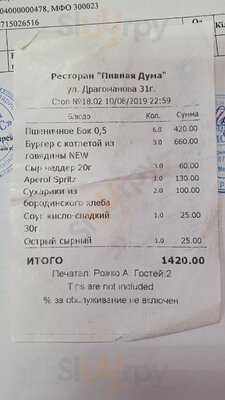 04000000478, МФО 300023
715026516
Ресторан "Пивная Дума"
ул. Драгоманова 31г.
Стол №18.02 10/08/2019 22:59
Блюдо Кол. Сумма
Пшеничное Бок 0,5 6.0 420.00
Бургер с котлетой из 3.0 660.00
говядины NEW
Сыр чеддер 20г 3.0 60.00
Aperol Spritz 1.0 130.00
Сухарики из 2.0 100.00
бородинского хлеба
Соус кисло-сладкий 1.0 25.00
30г
Острый сырный 1.0 25.00
ИТОГО 1420.00
Печатал: Рожко А. Гостей:2
Tips are not included
% за обслуживание не включен